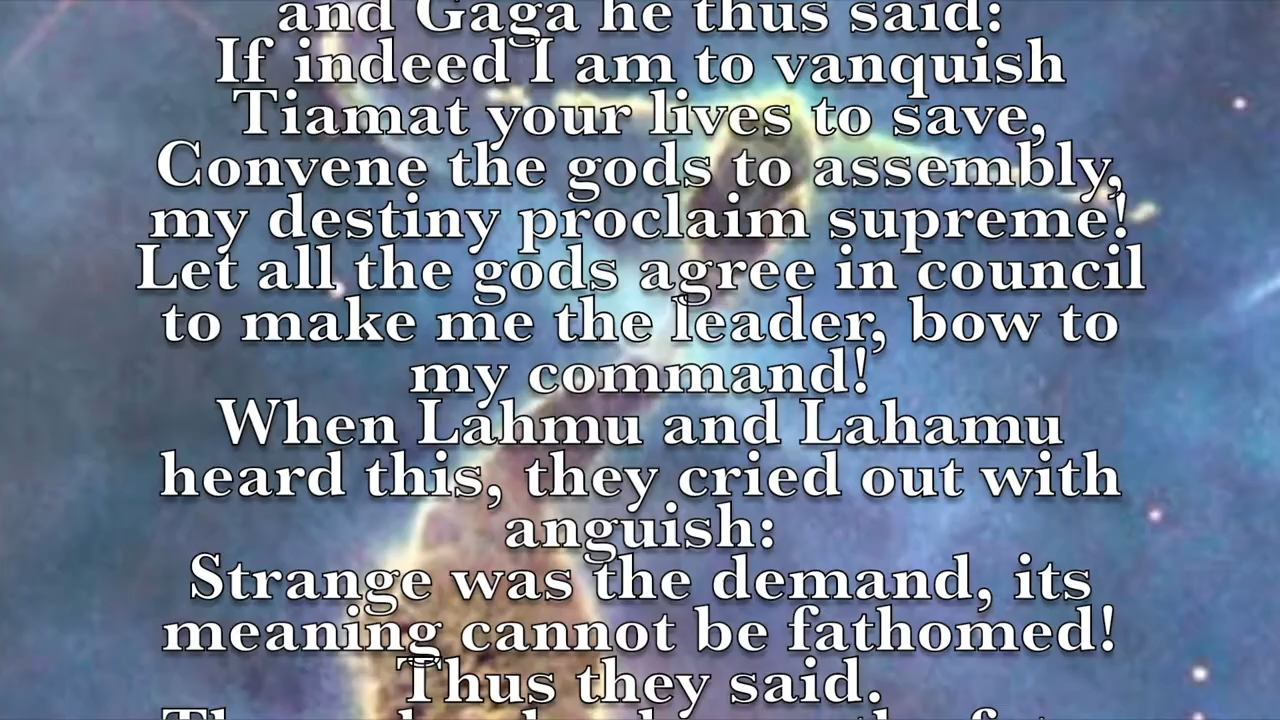 and Gaga he thus said:
If indeed I am to vanquish
Tiamat your lives to save,
Convene the gods to assembly,
my destiny proclaim supreme!
Let all the gods agree in council
to make me the leader, bow to
my command!
When Lahmu and Lahamu
heard this, they cried out with
anguish:
Strange was the demand, its
meaning cannot be fathomed!
Thus they said.